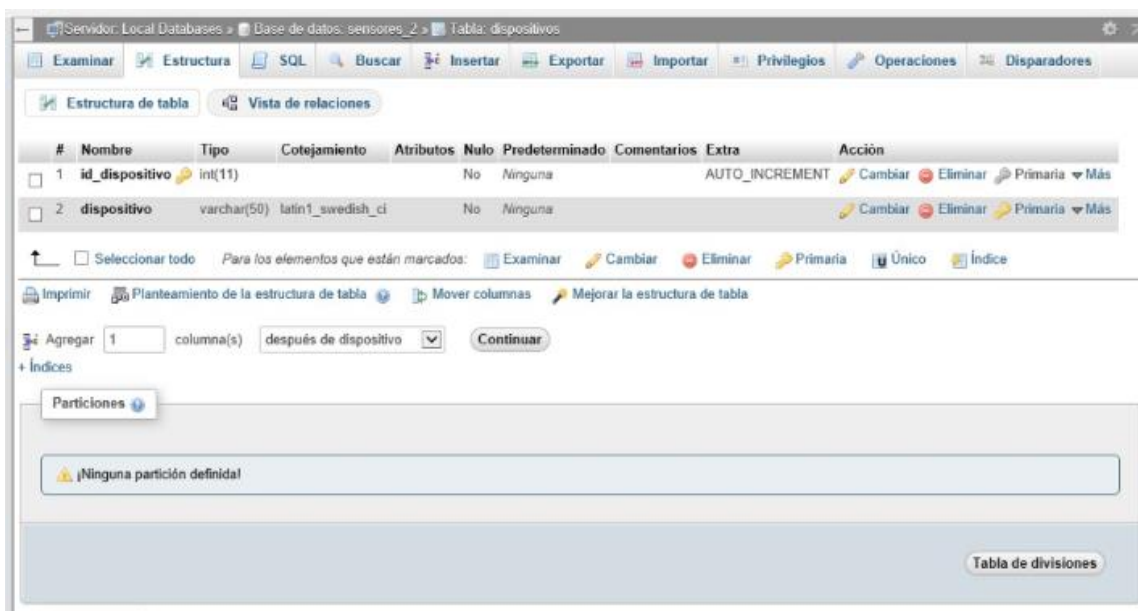 Servidor: Local Databases » Base de datos: sensores_2 » Tabla: dispositivos
Examinar Estructura SQL Buscar Insertar Exportar Importar Privilegios Operaciones Disparadores
Estructura de tabla Vista de relaciones
# Nombre Tipo Cotejamiento Atributos Nulo Predeterminado Comentarios Extra Acción
1 id_dispositivo int(11) No Ninguna AUTO_INCREMENT Cambiar Eliminar Primaria Más
2 dispositivo varchar(50) latin1_swedish_ci No Ninguna Cambiar Eliminar Primaria Más
Seleccionar todo Para los elementos que están marcados: Examinar Cambiar Eliminar Primaria Único Índice
Imprimir Planteamiento de la estructura de tabla Mover columnas Mejorar la estructura de tabla
Agregar 1 columna(s) después de dispositivo Continuar
+ Índices
Particiones
¡Ninguna partición definida!
Tabla de divisiones